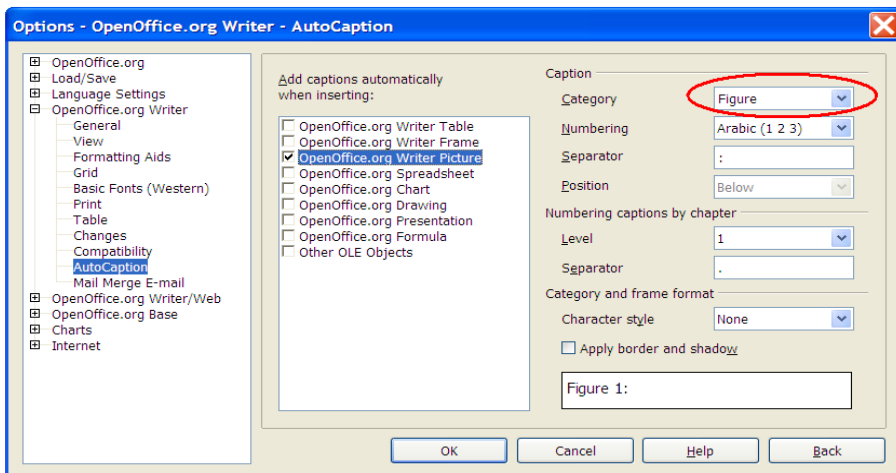 Options - OpenOffice.org Writer - AutoCaption
OpenOffice.org
Load/Save
Language Settings
OpenOffice.org Writer
General
View
Formatting Aids
Grid
Basic Fonts (Western)
Print
Table
Changes
Compatibility
AutoCaption
Mail Merge E-mail
OpenOffice.org Writer/Web
OpenOffice.org Base
Charts
Internet
Add captions automatically
when inserting:
OpenOffice.org Writer Table
OpenOffice.org Writer Frame
OpenOffice.org Writer Picture
OpenOffice.org Spreadsheet
OpenOffice.org Chart
OpenOffice.org Drawing
OpenOffice.org Presentation
OpenOffice.org Formula
Other OLE Objects
Caption
Category Figure
Numbering Arabic (1 2 3)
Separator :
Position Below
Numbering captions by chapter
Level 1
Separator .
Category and frame format
Character style None
Apply border and shadow
Figure 1:
OK Cancel Help Back